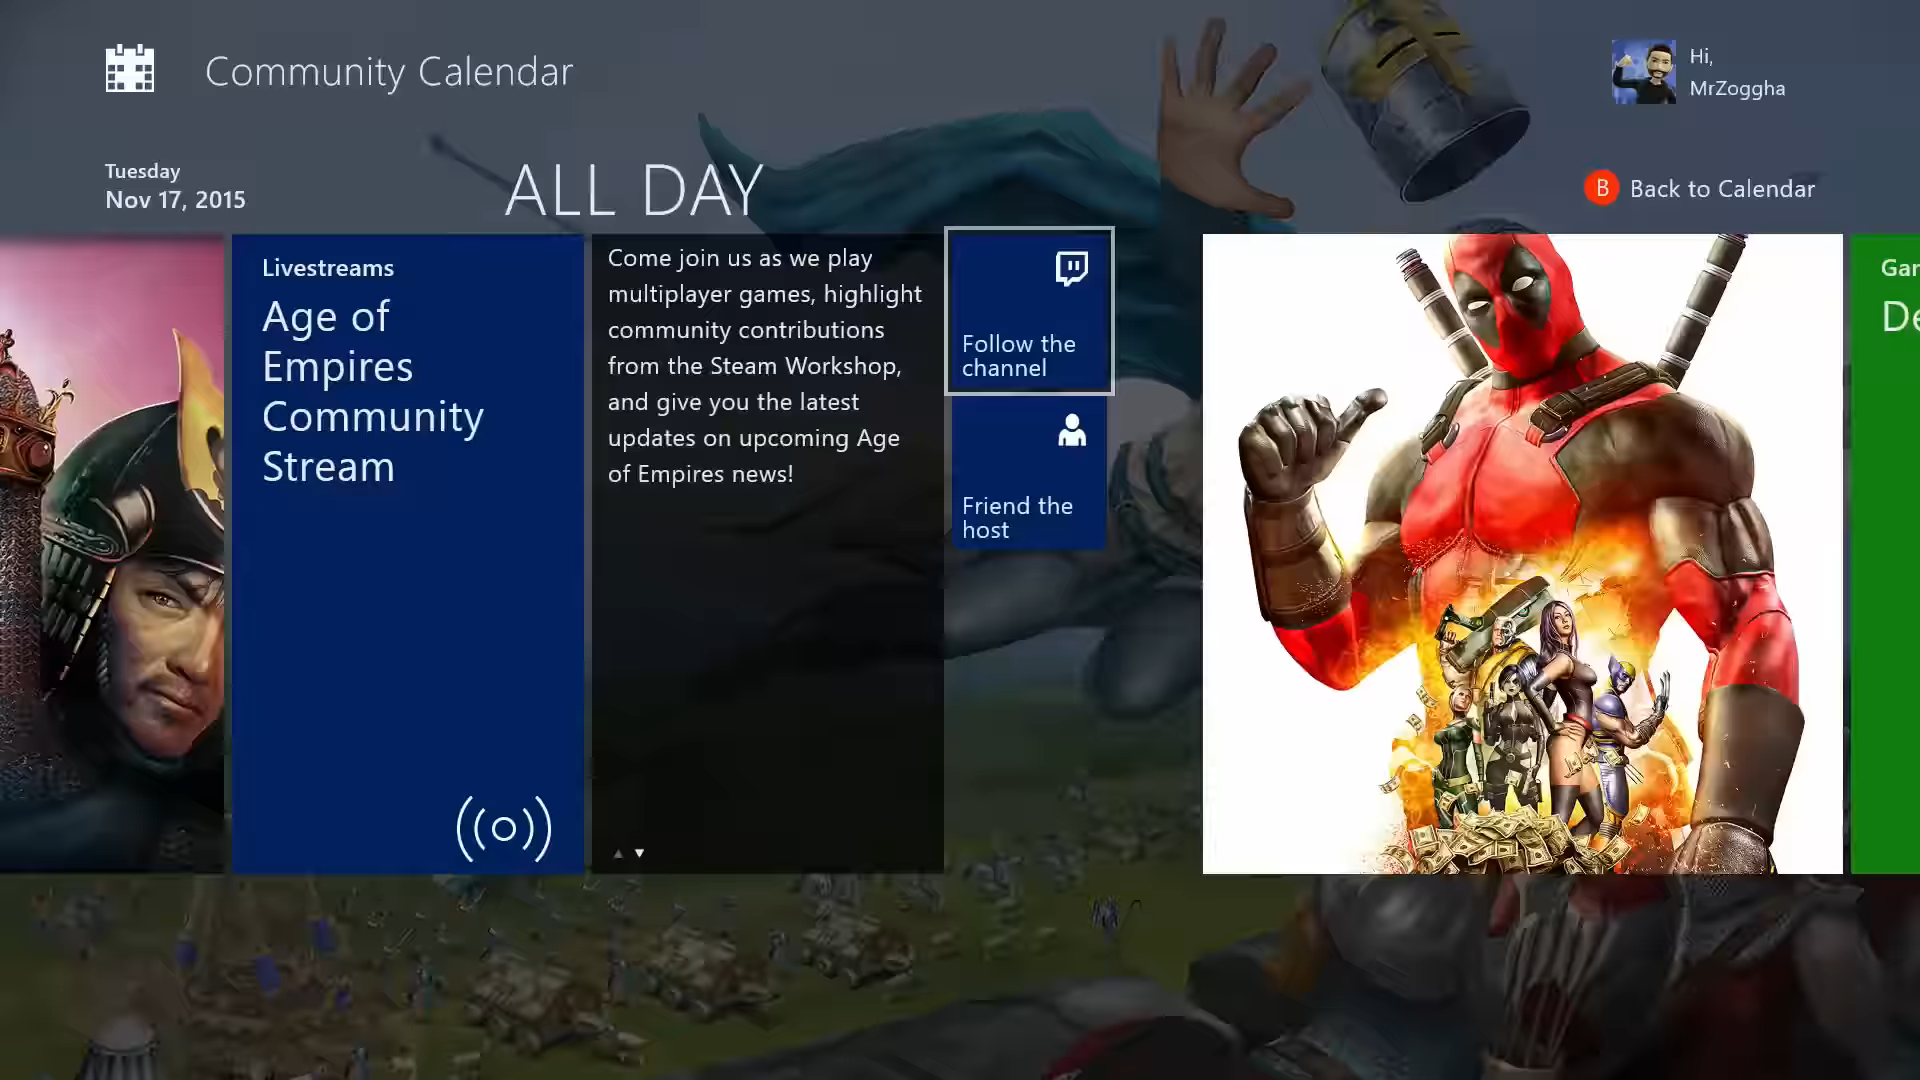 Community Calendar
Hi,
MrZoggha
Tuesday
Nov 17, 2015
ALL DAY
B Back to Calendar
Livestreams
Age of
Empires
Community
Stream
Come join us as we play
multiplayer games, highlight
community contributions
from the Steam Workshop,
and give you the latest
updates on upcoming Age
of Empires news!
Follow the
channel
Friend the
host